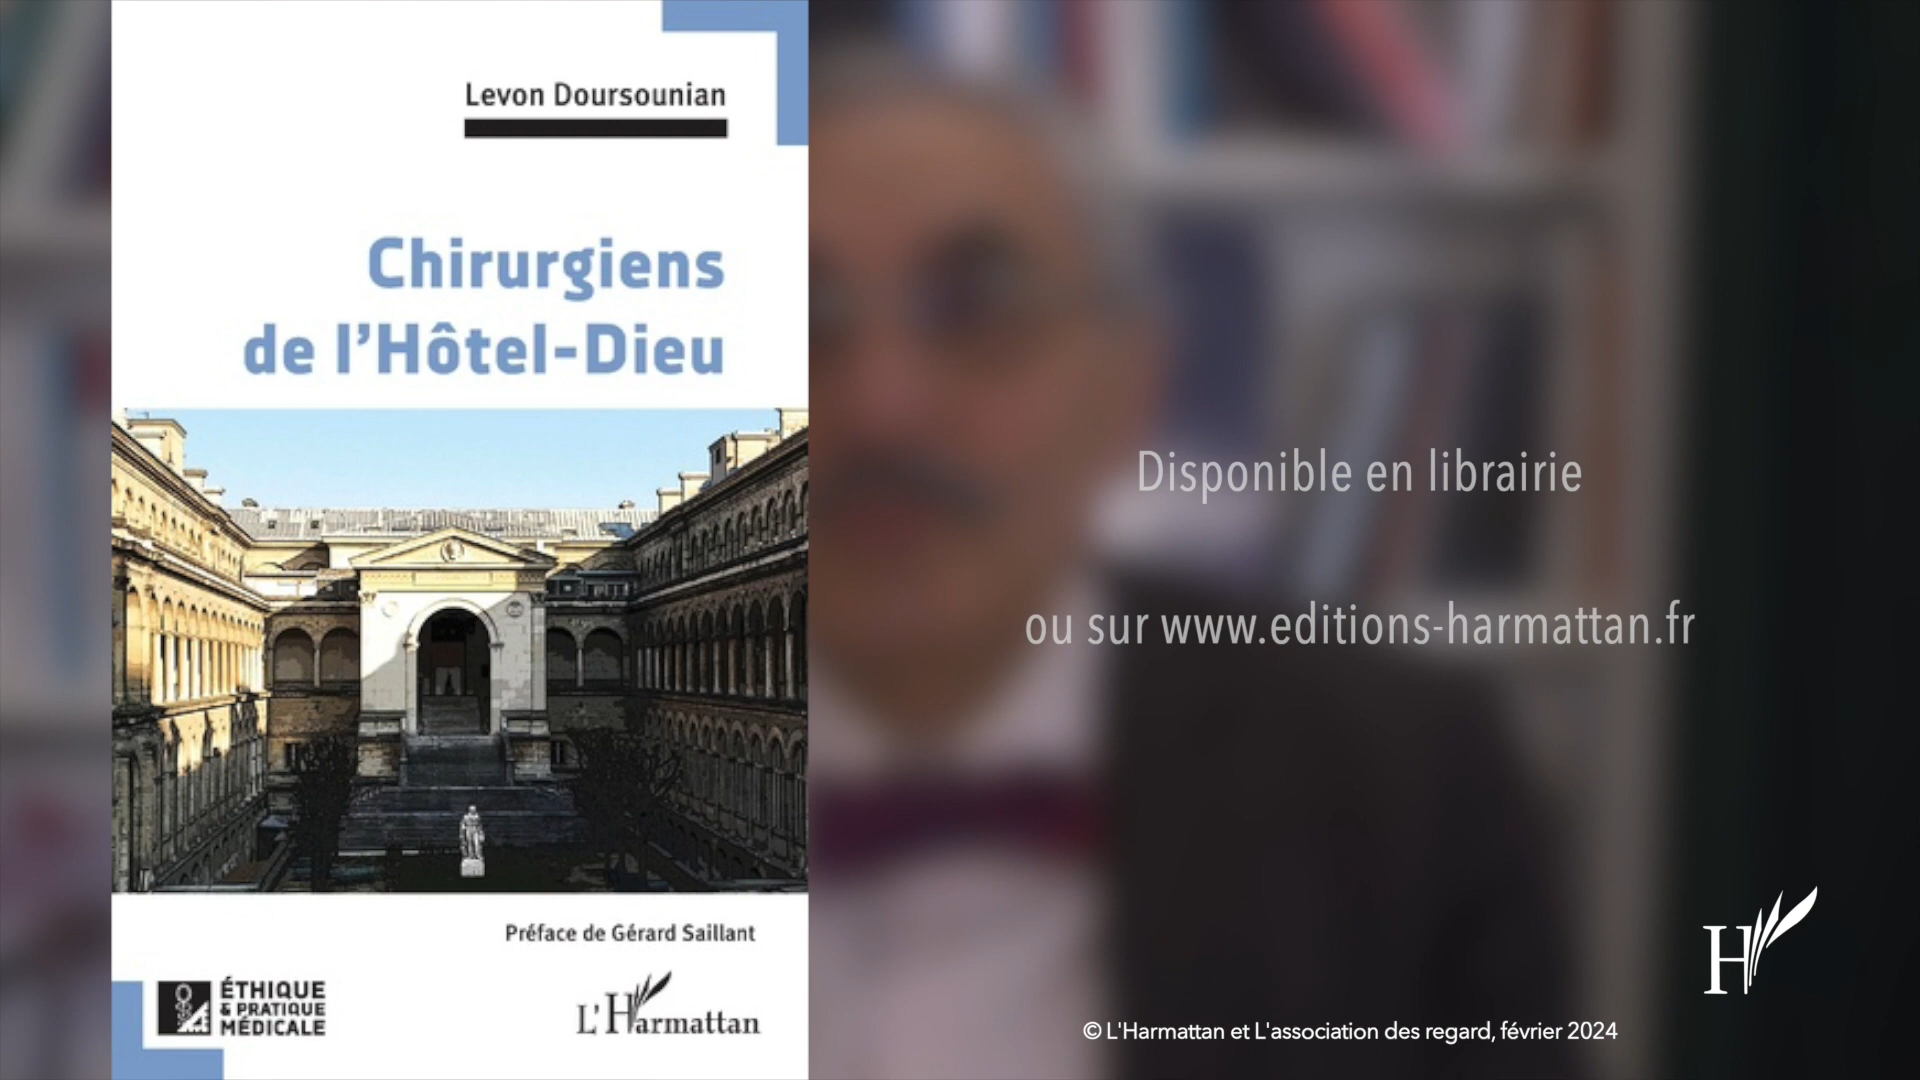 Levon Doursounian
Chirurgiens
de l'Hôtel-Dieu
Préface de Gérard Saillant
ÉTHIQUE
& PRATIQUE
MÉDICALE
L'Harmattan
Disponible en librairie
ou sur www.editions-harmattan.fr
H
© L'Harmattan et L'association des regard, février 2024